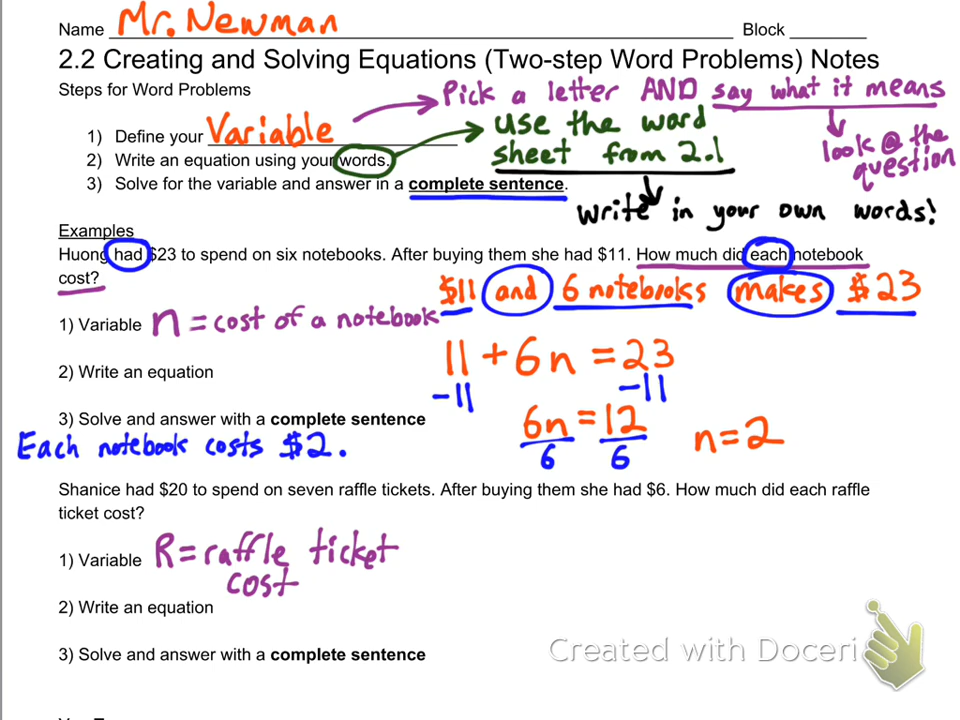 Name Mr. Newman Block
2.2 Creating and Solving Equations (Two-step Word Problems) Notes
Steps for Word Problems
Pick a letter AND say what it means
1) Define your Variable
use the word
sheet from 2.1
look @ the
question
2) Write an equation using your words.
3) Solve for the variable and answer in a complete sentence.
Write in your own words!
Examples
Huong had $23 to spend on six notebooks. After buying them she had $11. How much did each notebook
cost?
$11 and 6 notebooks makes $23
1) Variable n = cost of a notebook
11 + 6n = 23
-11 -11
2) Write an equation
3) Solve and answer with a complete sentence
6n = 12
6 6
n = 2
Each notebook costs $2.
Shanice had $20 to spend on seven raffle tickets. After buying them she had $6. How much did each raffle
ticket cost?
1) Variable R = raffle ticket
cost
2) Write an equation
3) Solve and answer with a complete sentence
Created with Doceri